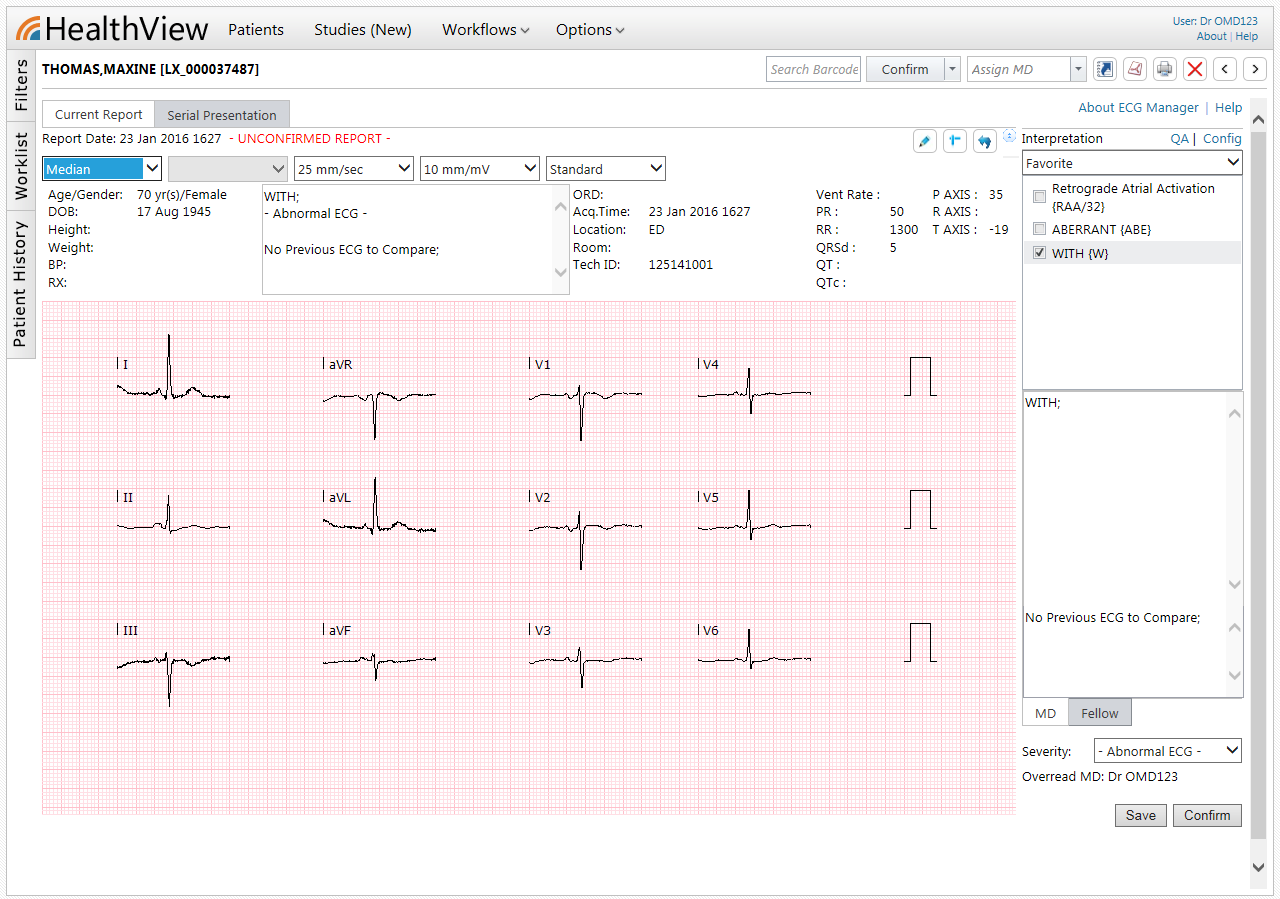 HealthView
Patients
Studies (New)
Workflows
Options
User: Dr OMD123
About | Help
Filters
Worklist
Patient History
THOMAS,MAXINE [LX_000037487]
Search Barcode
Confirm
Assign MD
Current Report
Serial Presentation
About ECG Manager | Help
Report Date: 23 Jan 2016 1627 - UNCONFIRMED REPORT -
Median
25 mm/sec
10 mm/mV
Standard
Age/Gender: 70 yr(s)/Female
DOB: 17 Aug 1945
Height:
Weight:
BP:
RX:
WITH;
- Abnormal ECG -
No Previous ECG to Compare;
ORD:
Acq.Time: 23 Jan 2016 1627
Location: ED
Room:
Tech ID: 125141001
Vent Rate : P AXIS : 35
PR : 50 R AXIS :
RR : 1300 T AXIS : -19
QRSd : 5
QT :
QTc :
I aVR V1 V4
II aVL V2 V5
III aVF V3 V6
Interpretation QA | Config
Favorite
Retrograde Atrial Activation
{RAA/32}
ABERRANT {ABE}
WITH {W}
WITH;
No Previous ECG to Compare;
MD
Fellow
Severity: - Abnormal ECG -
Overread MD: Dr OMD123
Save
Confirm